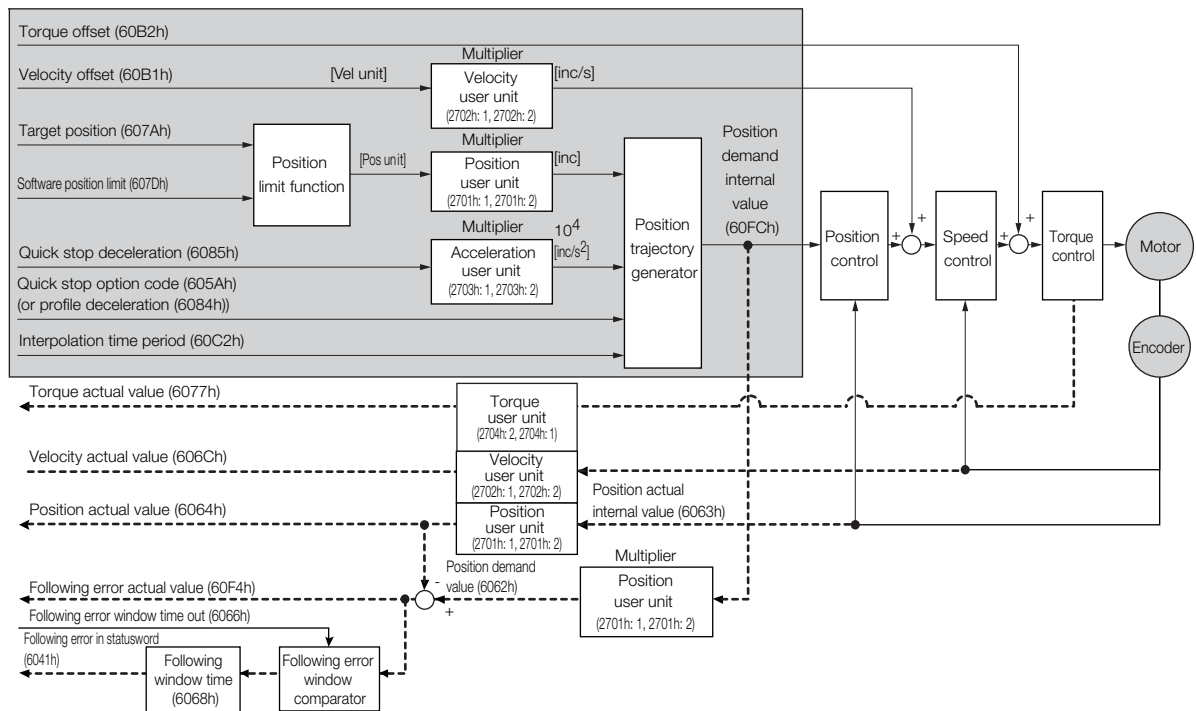 Torque offset (60B2h)
Multiplier
Velocity offset (60B1h)
[Vel unit]
Velocity
user unit
(2702h: 1, 2702h: 2)
[inc/s]
Target position (607Ah)
Software position limit (607Dh)
Position
limit function
[Pos unit]
Multiplier
Position
user unit
(2701h: 1, 2701h: 2)
[inc]
Multiplier
Quick stop deceleration (6085h)
Acceleration
user unit
(2703h: 1, 2703h: 2)
10⁴
[inc/s²]
Quick stop option code (605Ah)
(or profile deceleration (6084h))
Interpolation time period (60C2h)
Position
trajectory
generator
Position
demand
internal
value
(60FCh)
Position
control
+
+
Speed
control
+
+
Torque
control
Motor
Encoder
Torque actual value (6077h)
Torque
user unit
(2704h: 2, 2704h: 1)
Velocity actual value (606Ch)
Velocity
user unit
(2702h: 1, 2702h: 2)
Position actual value (6064h)
Position
user unit
(2701h: 1, 2701h: 2)
Position actual
internal value (6063h)
Multiplier
Position
user unit
(2701h: 1, 2701h: 2)
Position demand
value (6062h)
-
+
Following error actual value (60F4h)
Following error window time out (6066h)
Following error in statusword
(6041h)
Following
window time
(6068h)
Following error
window
comparator